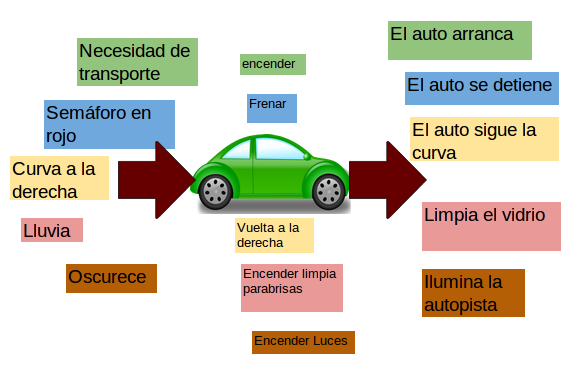 Necesidad de
transporte
Semáforo en
rojo
Curva a la
derecha
Lluvia
Oscurece
encender
Frenar
Vuelta a la
derecha
Encender limpia
parabrisas
Encender Luces
El auto arranca
El auto se detiene
El auto sigue la
curva
Limpia el vidrio
Ilumina la
autopista